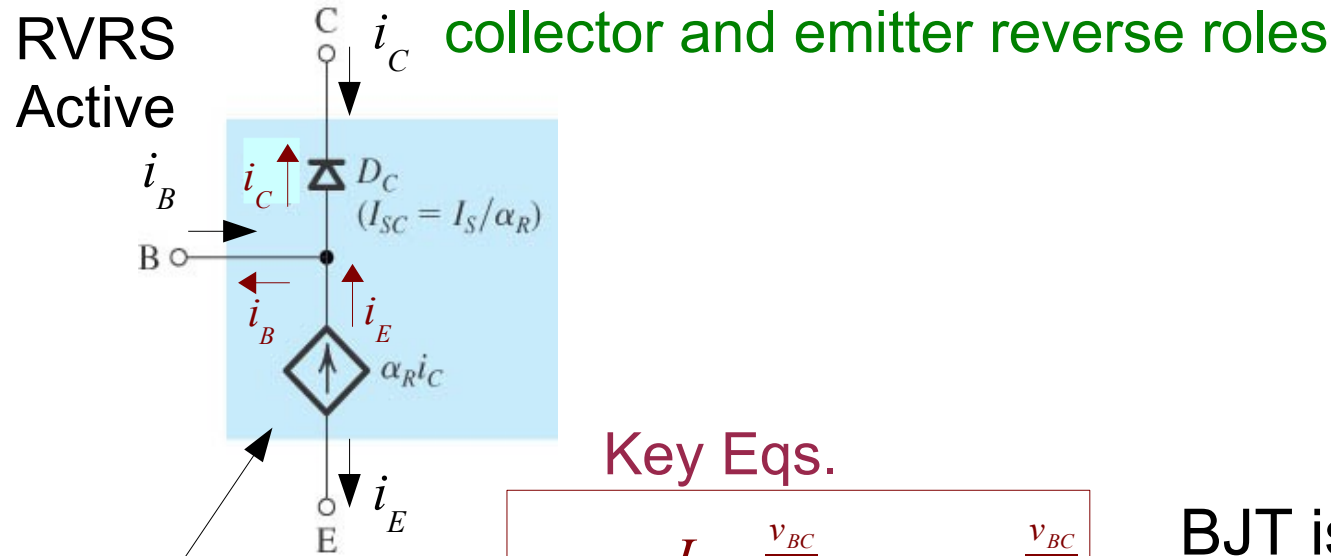 RVRS
Active
collector and emitter reverse roles
C
i_C
i_B
i_C
D_C
(I_SC = I_S/α_R)
B
i_B
i_E
α_R i_C
Key Eqs.
i_E
E
v_BC
v_BC
I
BJT is